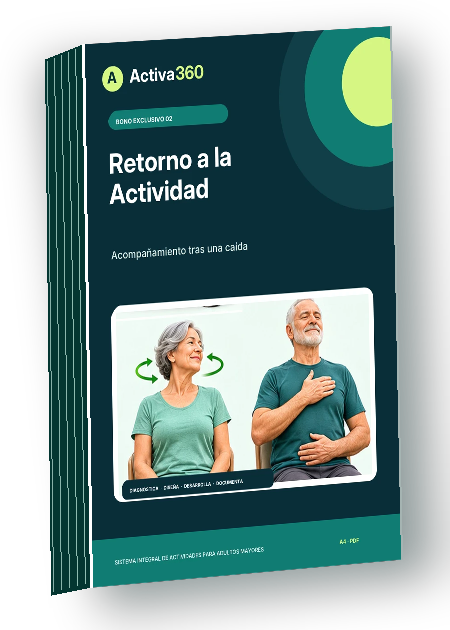 A Activa360
BONO EXCLUSIVO 02
Retorno a la
Actividad
Acompañamiento tras una caída
DIAGNOSTICA · DISEÑA · DESARROLLA · DOCUMENTA
SISTEMA INTEGRAL DE ACTIVIDADES PARA ADULTOS MAYORES
A4 · PDF